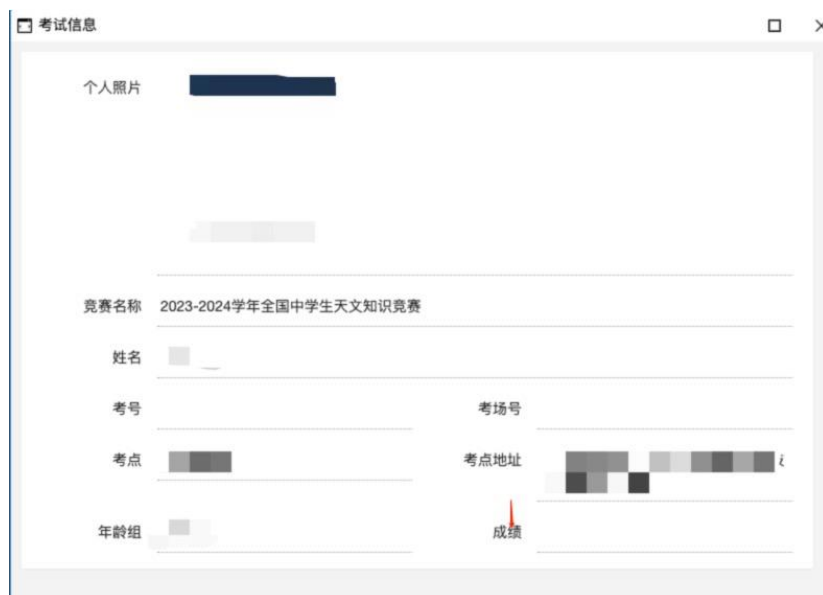 考试信息
个人照片
竞赛名称 2023-2024学年全国中学生天文知识竞赛
姓名
考号 考场号
考点 考点地址
年龄组 成绩